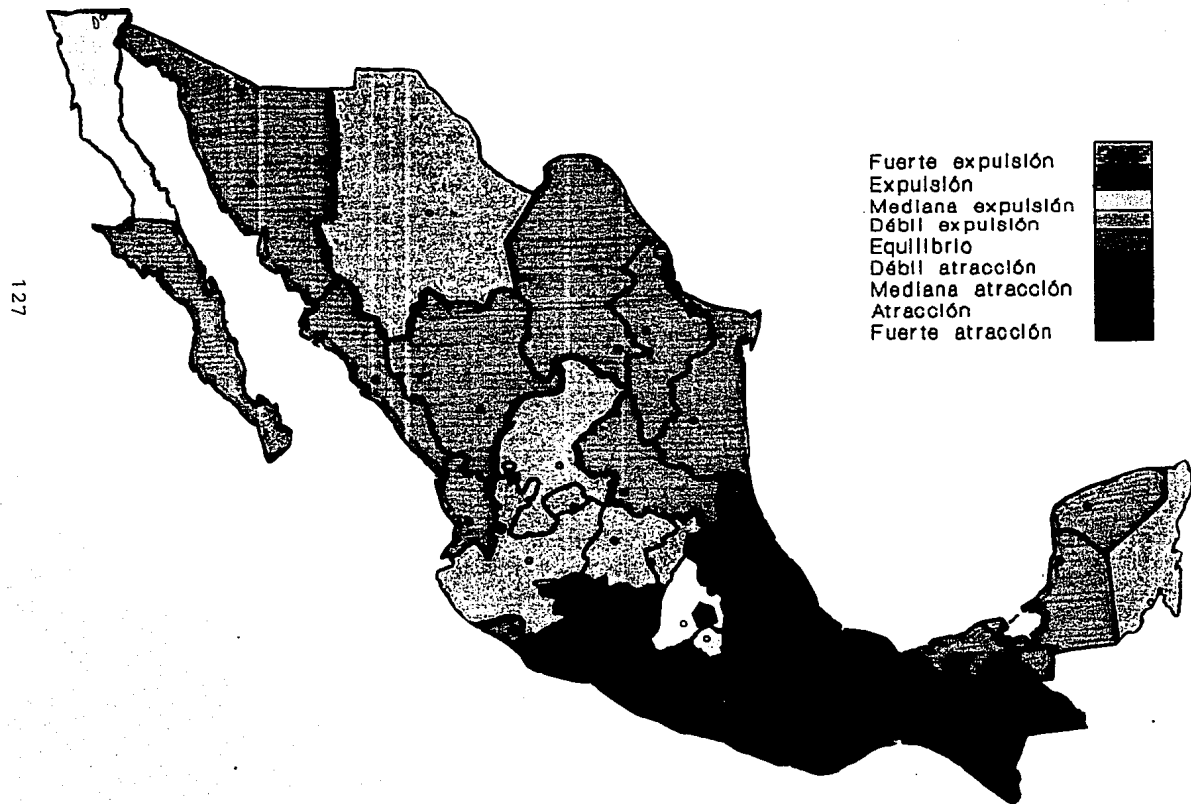 127
Fuerte expulsión
Expulsión
Mediana expulsión
Débil expulsión
Equilibrio
Débil atracción
Mediana atracción
Atracción
Fuerte atracción